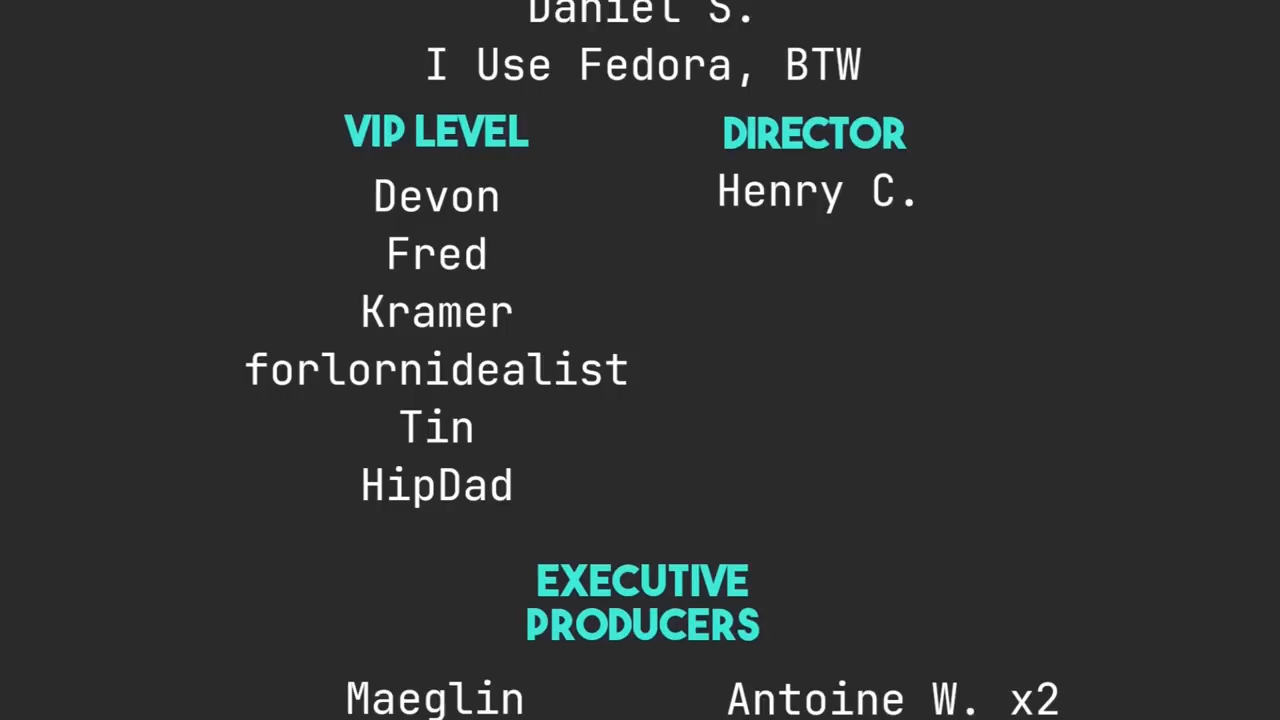 Daniel S.
I Use Fedora, BTW
VIP LEVEL
Devon
Fred
Kramer
forlornidealist
Tin
HipDad
DIRECTOR
Henry C.
EXECUTIVE
PRODUCERS
Maeglin
Antoine W. x2